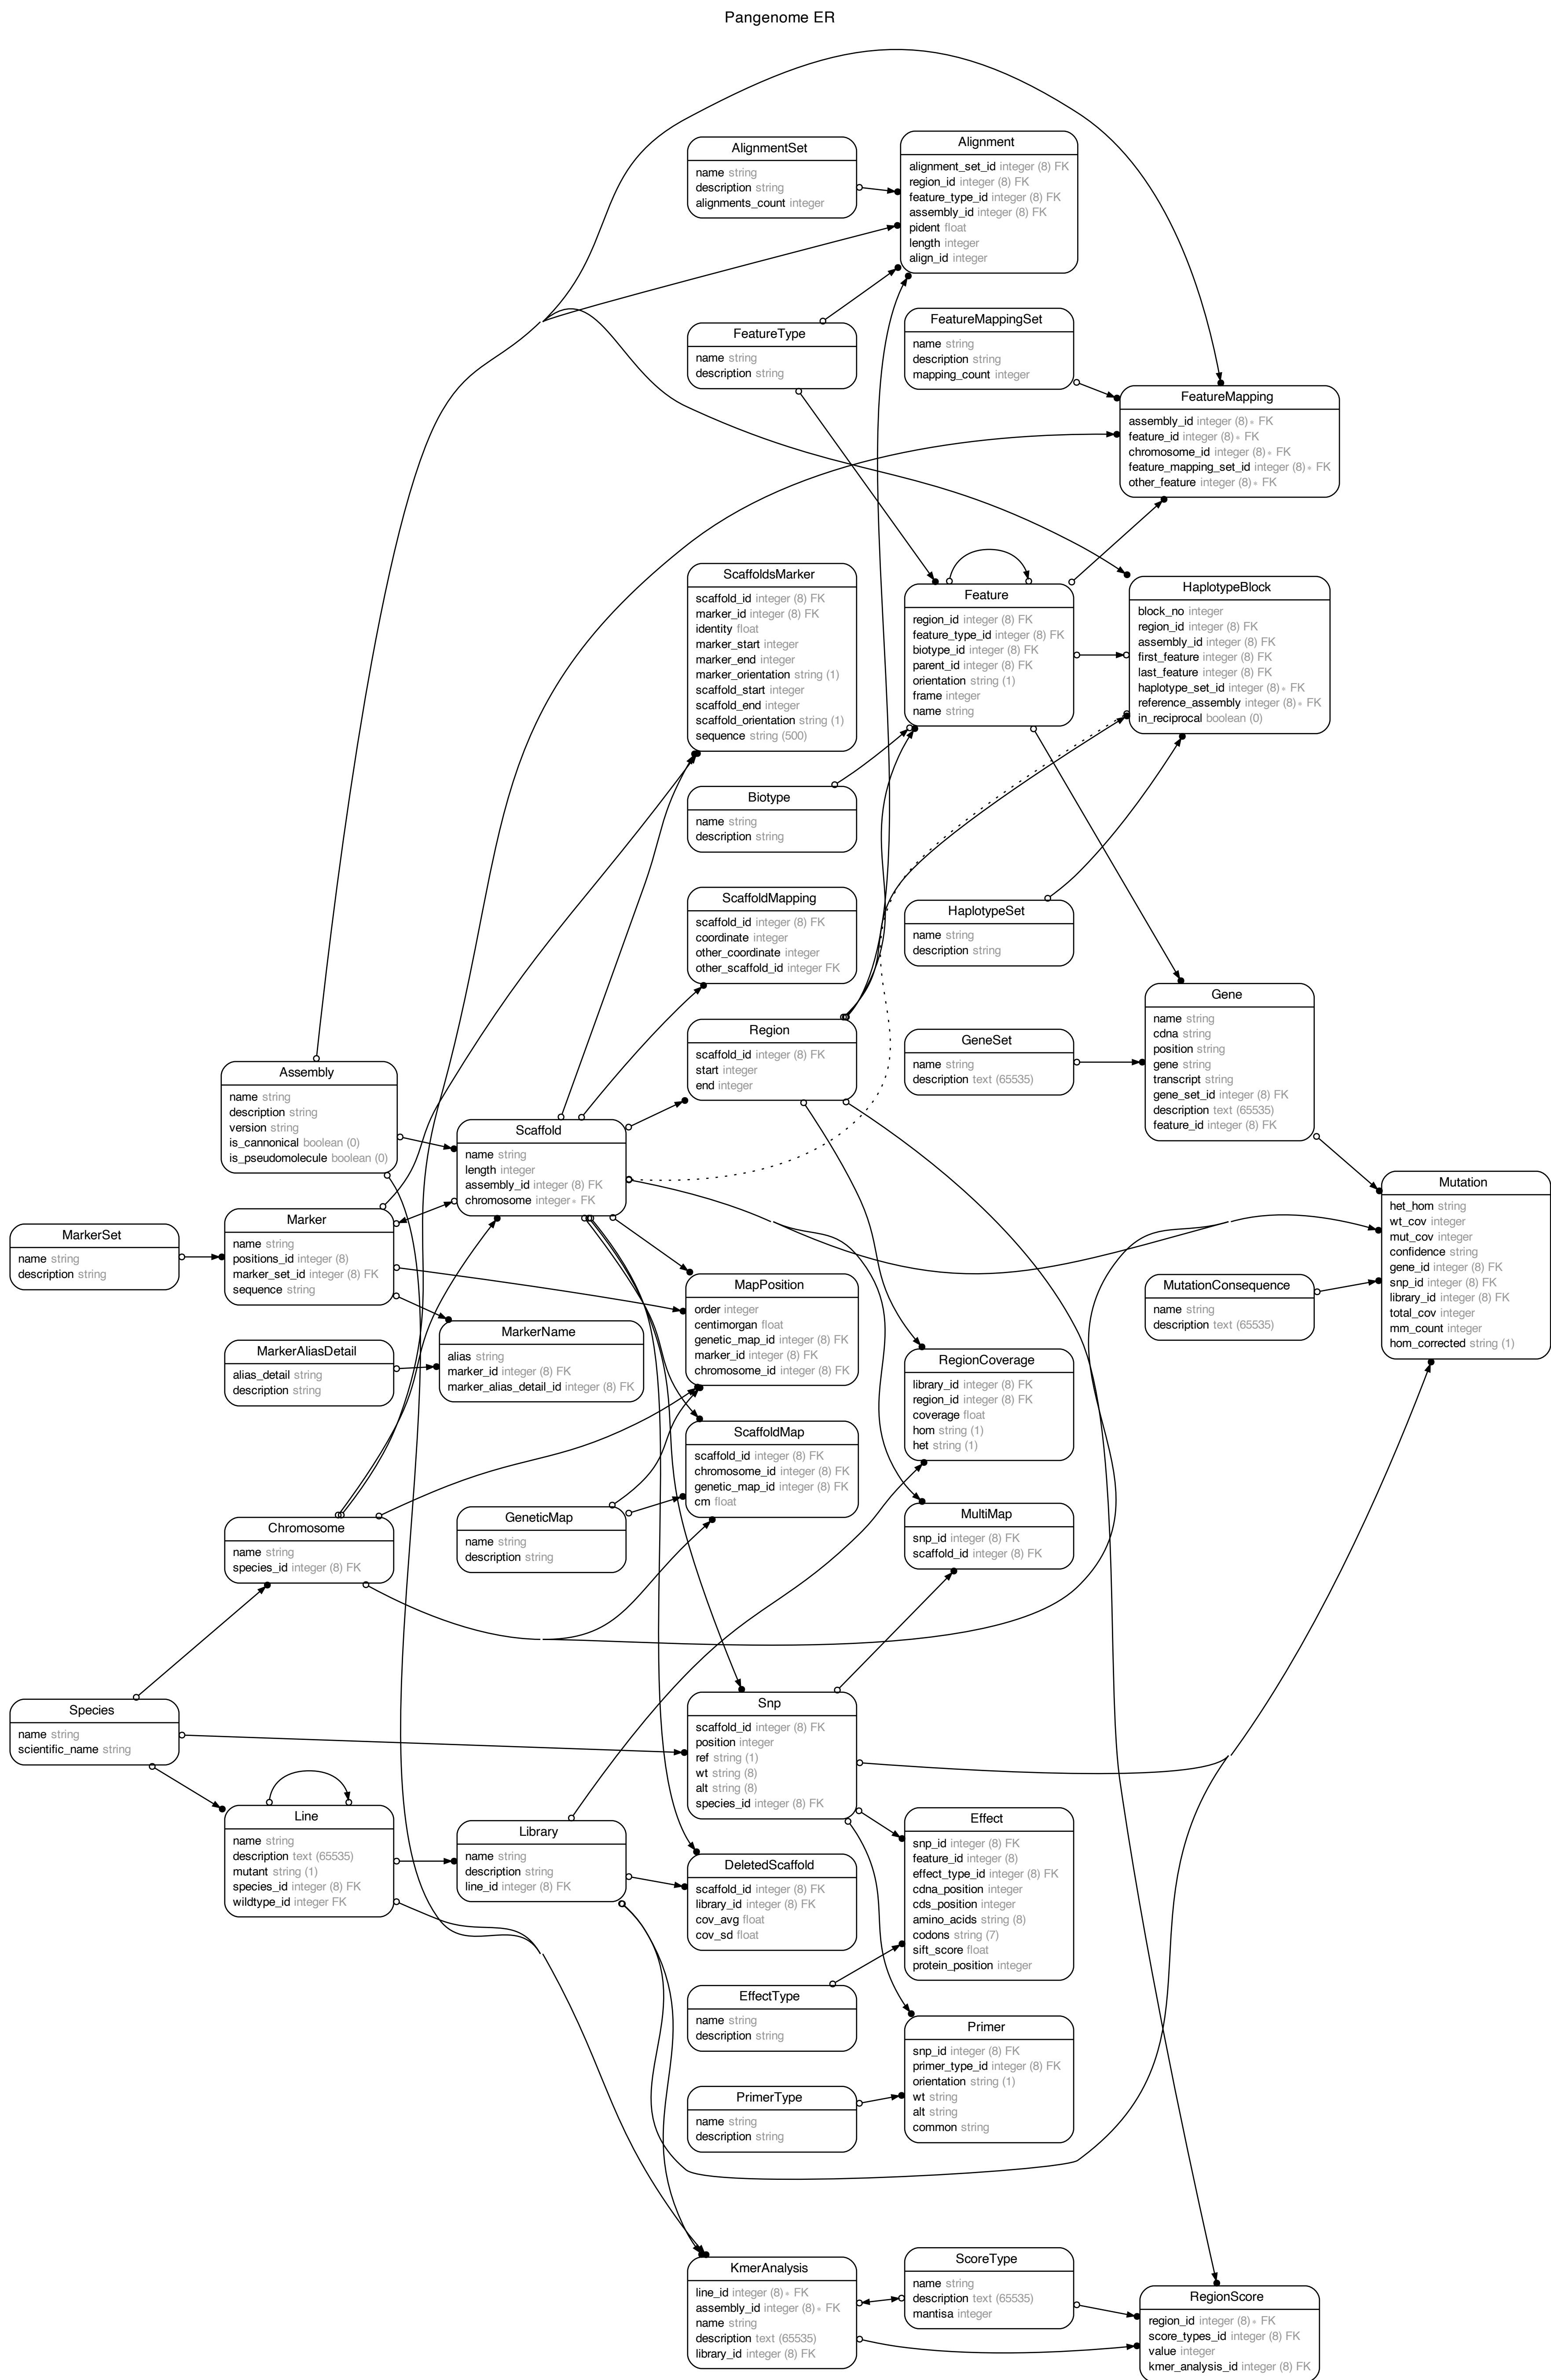 Pangenome ER
AlignmentSet
name string
description string
alignments_count integer
Alignment
alignment_set_id integer (8) FK
region_id integer (8) FK
feature_type_id integer (8) FK
assembly_id integer (8) FK
pident float
length integer
align_id integer
FeatureType
name string
description string
FeatureMappingSet
name string
description string
mapping_count integer
FeatureMapping
assembly_id integer (8)∗ FK
feature_id integer (8)∗ FK
chromosome_id integer (8)∗ FK
feature_mapping_set_id integer (8)∗ FK
other_feature integer (8)∗ FK
ScaffoldsMarker
scaffold_id integer (8) FK
marker_id integer (8) FK
identity float
marker_start integer
marker_end integer
marker_orientation string (1)
scaffold_start integer
scaffold_end integer
scaffold_orientation string (1)
sequence string (500)
Feature
region_id integer (8) FK
feature_type_id integer (8) FK
biotype_id integer (8) FK
parent_id integer (8) FK
orientation string (1)
frame integer
name string
HaplotypeBlock
block_no integer
region_id integer (8) FK
assembly_id integer (8) FK
first_feature integer (8) FK
last_feature integer (8) FK
haplotype_set_id integer (8)∗ FK
reference_assembly integer (8)∗ FK
in_reciprocal boolean (0)
Biotype
name string
description string
ScaffoldMapping
scaffold_id integer (8) FK
coordinate integer
other_coordinate integer
other_scaffold_id integer FK
HaplotypeSet
name string
description string
Region
scaffold_id integer (8) FK
start integer
end integer
GeneSet
name string
description text (65535)
Gene
name string
cdna string
position string
gene string
transcript string
gene_set_id integer (8) FK
description text (65535)
feature_id integer (8) FK
Assembly
name string
description string
version string
is_cannonical boolean (0)
is_pseudomolecule boolean (0)
Scaffold
name string
length integer
assembly_id integer (8) FK
chromosome integer∗ FK
Mutation
het_hom string
wt_cov integer
mut_cov integer
confidence string
gene_id integer (8) FK
snp_id integer (8) FK
library_id integer (8) FK
total_cov integer
mm_count integer
hom_corrected string (1)
MarkerSet
name string
description string
Marker
name string
positions_id integer (8)
marker_set_id integer (8) FK
sequence string
MapPosition
order integer
centimorgan float
genetic_map_id integer (8) FK
marker_id integer (8) FK
chromosome_id integer (8) FK
MutationConsequence
name string
description text (65535)
MarkerAliasDetail
alias_detail string
description string
MarkerName
alias string
marker_id integer (8) FK
marker_alias_detail_id integer (8) FK
RegionCoverage
library_id integer (8) FK
region_id integer (8) FK
coverage float
hom string (1)
het string (1)
ScaffoldMap
scaffold_id integer (8) FK
chromosome_id integer (8) FK
genetic_map_id integer (8) FK
cm float
Chromosome
name string
species_id integer (8) FK
GeneticMap
name string
description string
MultiMap
snp_id integer (8) FK
scaffold_id integer (8) FK
Species
name string
scientific_name string
Snp
scaffold_id integer (8) FK
position integer
ref string (1)
wt string (8)
alt string (8)
species_id integer (8) FK
Line
name string
description text (65535)
mutant string (1)
species_id integer (8) FK
wildtype_id integer FK
Library
name string
description string
line_id integer (8) FK
DeletedScaffold
scaffold_id integer (8) FK
library_id integer (8) FK
cov_avg float
cov_sd float
Effect
snp_id integer (8) FK
feature_id integer (8)
effect_type_id integer (8) FK
cdna_position integer
cds_position integer
amino_acids string (8)
codons string (7)
sift_score float
protein_position integer
EffectType
name string
description string
Primer
snp_id integer (8) FK
primer_type_id integer (8) FK
orientation string (1)
wt string
alt string
common string
PrimerType
name string
description string
KmerAnalysis
line_id integer (8)∗ FK
assembly_id integer (8)∗ FK
name string
description text (65535)
library_id integer (8) FK
ScoreType
name string
description text (65535)
mantisa integer
RegionScore
region_id integer (8)∗ FK
score_types_id integer (8) FK
value integer
kmer_analysis_id integer (8) FK